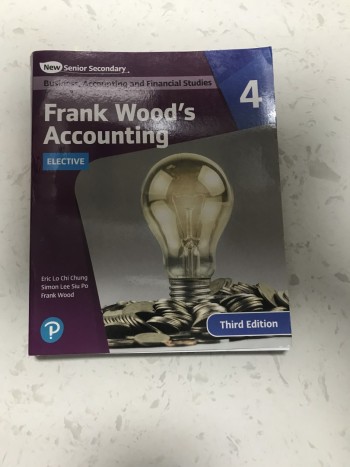 New Senior Secondary
Business, Accounting and Financial Studies
4
Frank Wood's
Accounting
ELECTIVE
Eric Lo Chi Chung
Simon Lee Siu Po
Frank Wood
P
Third Edition